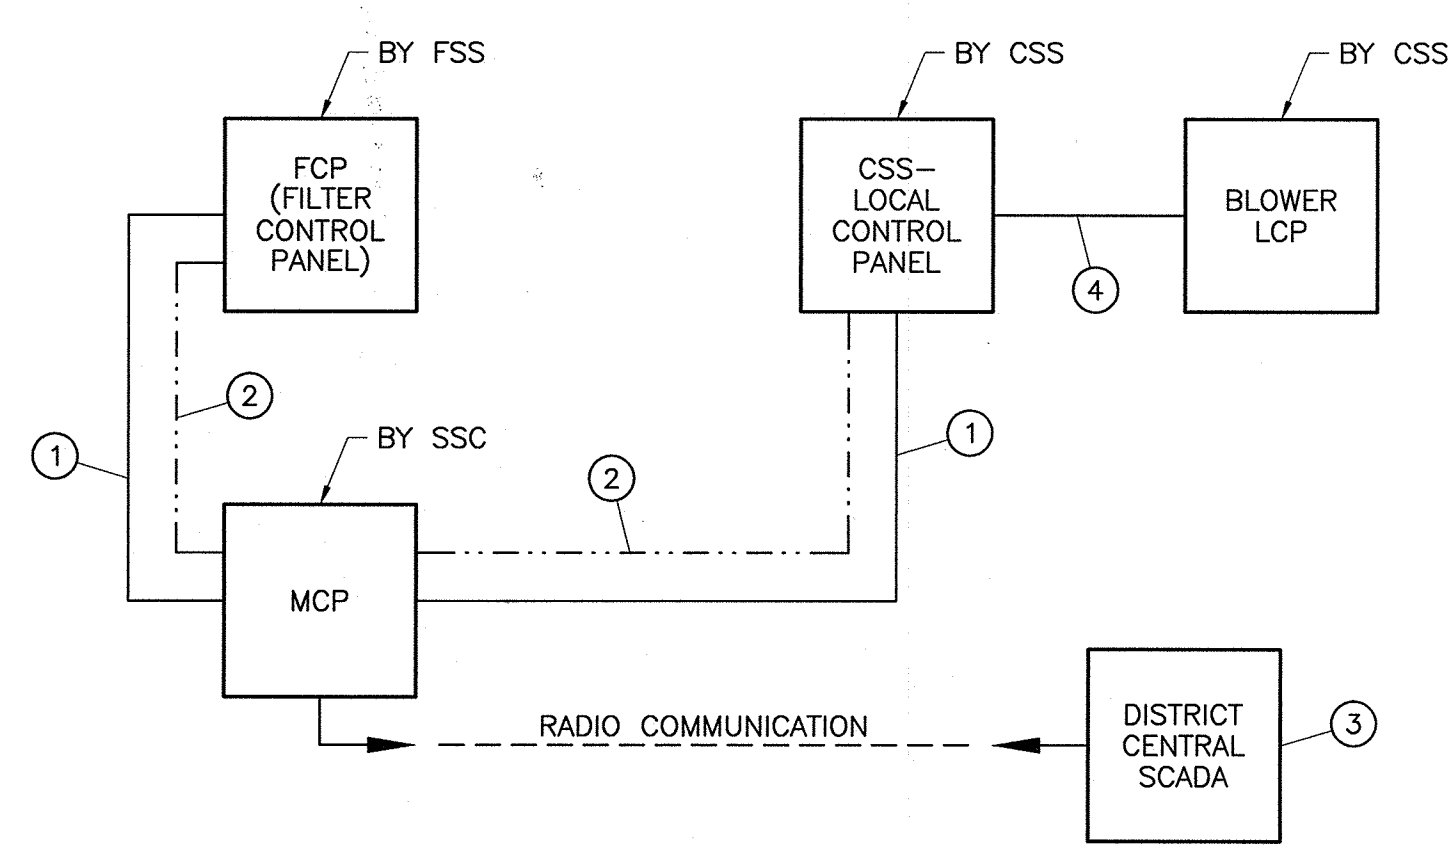 BY FSS
BY CSS
BY CSS
FCP
(FILTER
CONTROL
PANEL)
CSS–
LOCAL
CONTROL
PANEL
BLOWER
LCP
4
2
1
BY SSC
1
2
MCP
RADIO COMMUNICATION
DISTRICT
CENTRAL
SCADA
3